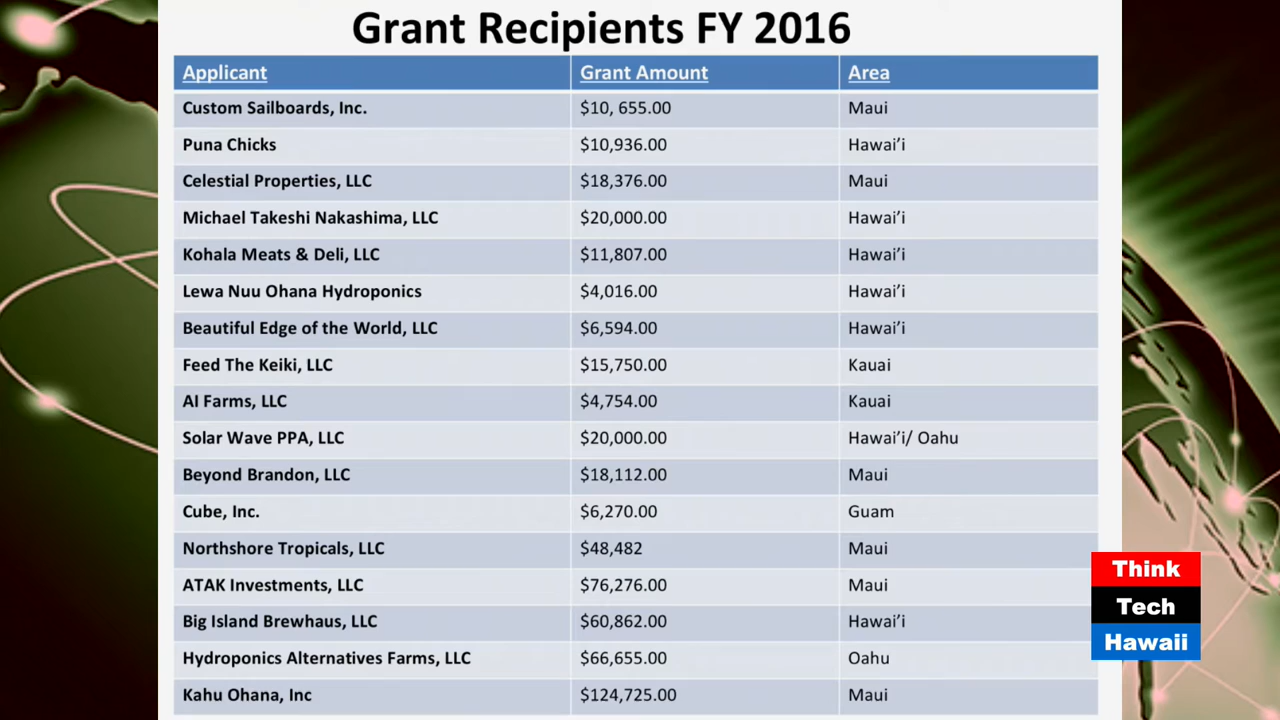 Grant Recipients FY 2016
Applicant Grant Amount Area
Custom Sailboards, Inc. $10, 655.00 Maui
Puna Chicks $10,936.00 Hawai’i
Celestial Properties, LLC $18,376.00 Maui
Michael Takeshi Nakashima, LLC $20,000.00 Hawai’i
Kohala Meats & Deli, LLC $11,807.00 Hawai’i
Lewa Nuu Ohana Hydroponics $4,016.00 Hawai’i
Beautiful Edge of the World, LLC $6,594.00 Hawai’i
Feed The Keiki, LLC $15,750.00 Kauai
AI Farms, LLC $4,754.00 Kauai
Solar Wave PPA, LLC $20,000.00 Hawai’i/ Oahu
Beyond Brandon, LLC $18,112.00 Maui
Cube, Inc. $6,270.00 Guam
Northshore Tropicals, LLC $48,482 Maui
ATAK Investments, LLC $76,276.00 Maui
Big Island Brewhaus, LLC $60,862.00 Hawai’i
Hydroponics Alternatives Farms, LLC $66,655.00 Oahu
Kahu Ohana, Inc $124,725.00 Maui
Think
Tech
Hawaii